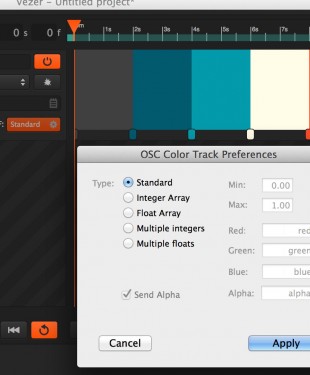 Vezer – Untitled project*
0 s 0 f
1s 2s 3s 4s 5s 6s 7s
Standard
OSC Color Track Preferences
Type: Standard
Min: 0.00
Integer Array
Max: 1.00
Float Array
Multiple integers
Red: red
Multiple floats
Green: green
Blue: blue
Send Alpha
Alpha: alpha
Cancel
Apply